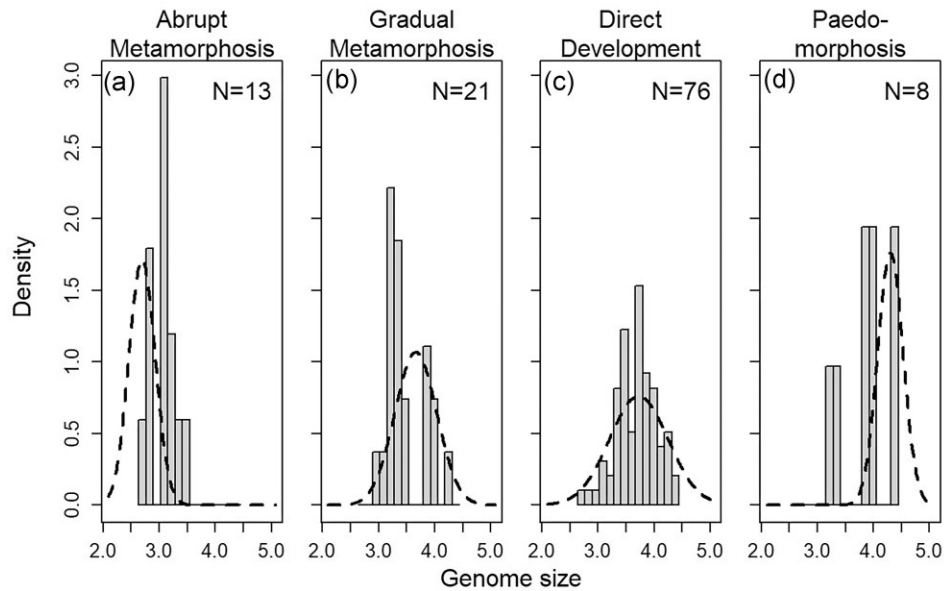 Abrupt
Metamorphosis
Gradual
Metamorphosis
Direct
Development
Paedo-
morphosis
(a)
N=13
(b)
N=21
(c)
N=76
(d)
N=8
Density
3.0
2.5
2.0
1.5
1.0
0.5
0.0
2.0 3.0 4.0 5.0
2.0 3.0 4.0 5.0
2.0 3.0 4.0 5.0
2.0 3.0 4.0 5.0
Genome size